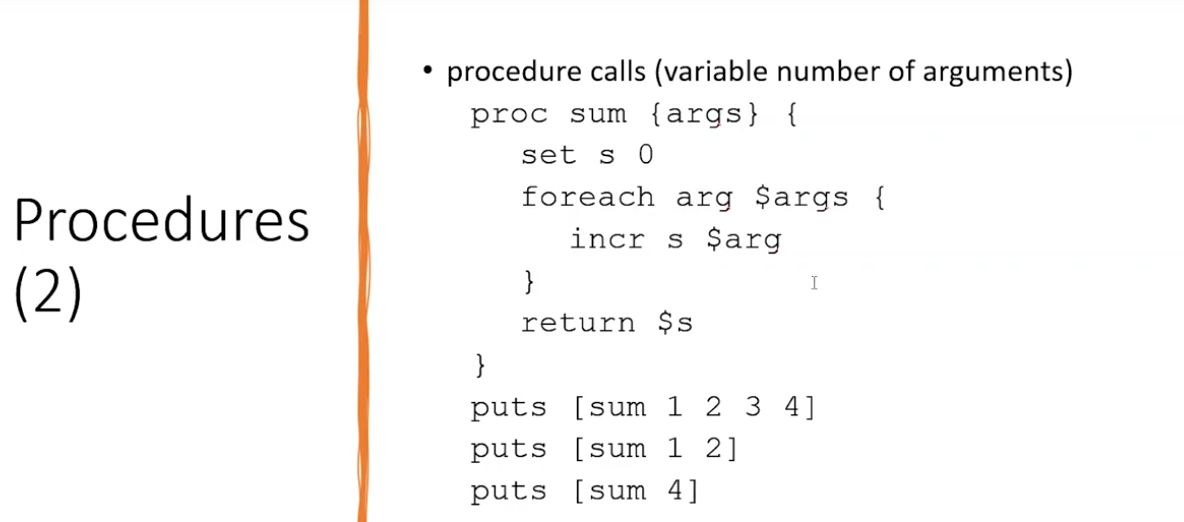 Procedures
(2)
• procedure calls (variable number of arguments)
proc sum {args} {
set s 0
foreach arg $args {
incr s $arg
}
return $s
}
puts [sum 1 2 3 4]
puts [sum 1 2]
puts [sum 4]